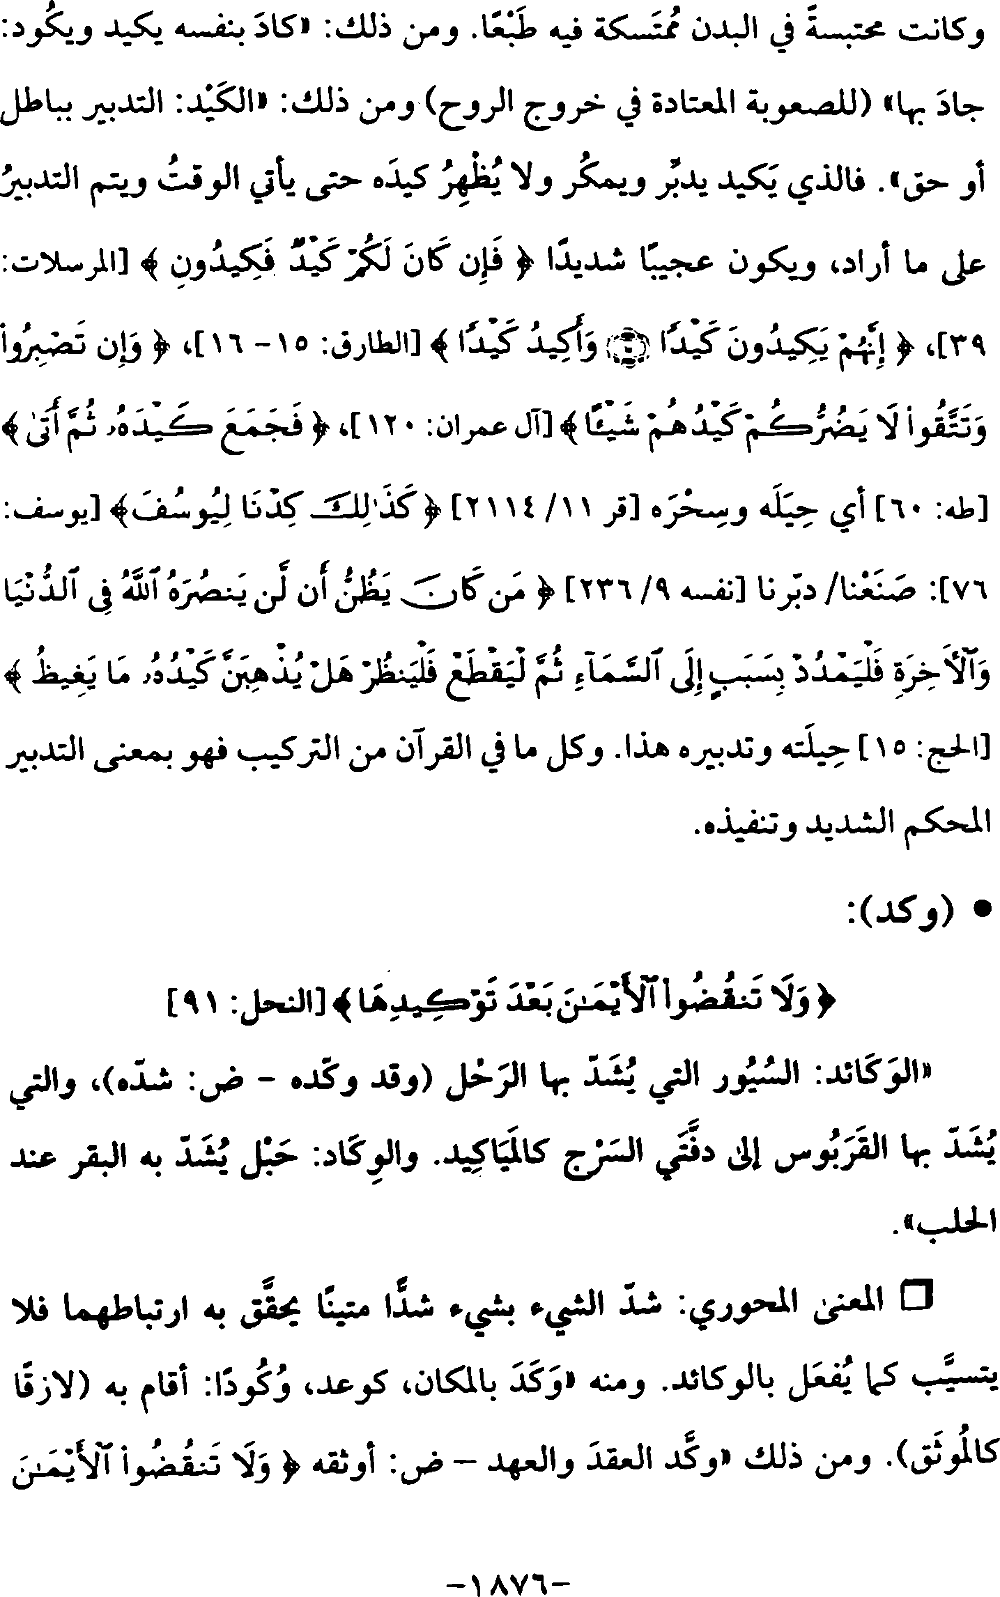 وكانت محتبسةً في البدن مُمتَسكة فيه طَبْعًا. ومن ذلك: «كادَ بنفسه يكيد ويكُود:
جادَ بها» (للصعوبة المعتادة في خروج الروح) ومن ذلك: «الكَيْد: التدبير بباطل
أو حق». فالذي يَكيد يدبِّر ويمكُر ولا يُظْهِرُ كيدَه حتى يأتي الوقتُ ويتم التدبيرُ
على ما أراد، ويكون عجيبًا شديدًا ﴿ فَإِن كَانَ لَكُمْ كَيْدٌ فَكِيدُونِ ﴾ [المرسلات:
٣٩]، ﴿ إِنَّهُمْ يَكِيدُونَ كَيْدًا ۝ وَأَكِيدُ كَيْدًا ﴾ [الطارق: ١٥- ١٦]، ﴿ وَإِن تَصْبِرُوا۟
وَتَتَّقُوا۟ لَا يَضُرُّكُمْ كَيْدُهُمْ شَيْـًٔا ﴾ [آل عمران: ١٢٠]، ﴿ فَجَمَعَ كَيْدَهُۥ ثُمَّ أَتَىٰ ﴾
[طه: ٦٠] أي حِيَلَه وسِحْرَه [قر ١١/ ٢١١٤] ﴿ كَذَٰلِكَ كِدْنَا لِيُوسُفَ ﴾ [يوسف:
٧٦]: صَنَعْنا/ دبّرنا [نفسه ٩/ ٢٣٦] ﴿ مَن كَانَ يَظُنُّ أَن لَّن يَنصُرَهُ ٱللَّهُ فِى ٱلدُّنْيَا
وَٱلْأَخِرَةِ فَلْيَمْدُدْ بِسَبَبٍ إِلَى ٱلسَّمَآءِ ثُمَّ لْيَقْطَعْ فَلْيَنظُرْ هَلْ يُذْهِبَنَّ كَيْدُهُۥ مَا يَغِيظُ ﴾
[الحج: ١٥] حِيلَته وتدبيره هذا. وكل ما في القرآن من التركيب فهو بمعنى التدبير
المحكم الشديد وتنفيذه.
• (وكد):
﴿ وَلَا تَنقُضُوا۟ ٱلْأَيْمَـٰنَ بَعْدَ تَوْكِيدِهَا ﴾ [النحل: ٩١]
«الوَكَائد: السُيُور التي يُشَدّ بها الرَحْل (وقد وكّده - ض: شدّه)، والتي
يُشَدّ بها القَرَبُوس إلى دفَّتَي السَرْج كالمَيَاكِيد. والوِكَاد: حَبْل يُشَدّ به البقر عند
الحلب».
❒ المعنى المحوري: شدّ الشيء بشيء شدًّا متينًا يحقَّق به ارتباطهما فلا
يتسيَّب كما يُفعَل بالوكائد. ومنه «وَكَدَ بالمكان، كوعد، وُكُودًا: أقام به (لازقًا
كالمُوثَق). ومن ذلك «وكَّد العقدَ والعهد – ض: أوثقه ﴿ وَلَا تَنقُضُوا۟ ٱلْأَيْمَـٰنَ
-١٨٧٦-